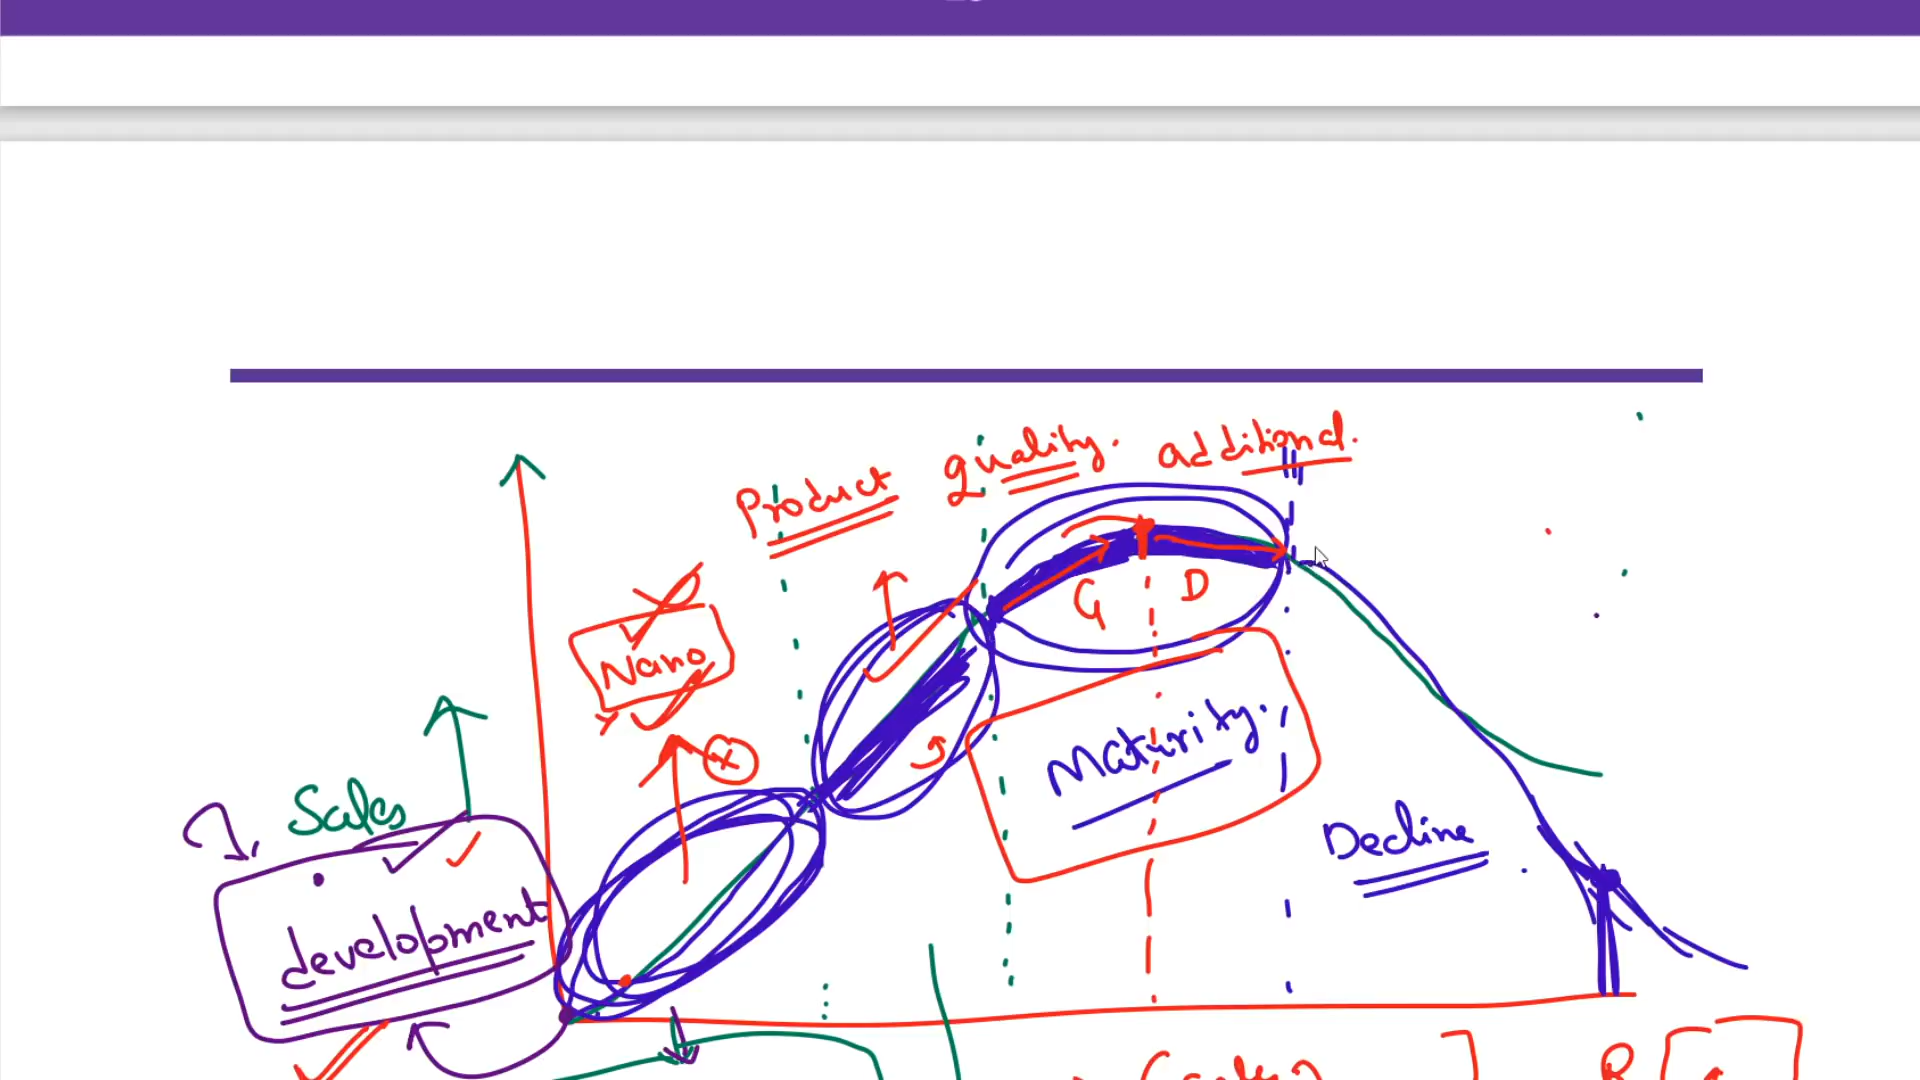 Product quality. additional.
G D
Nano
Maturity.
Sales
Decline
development